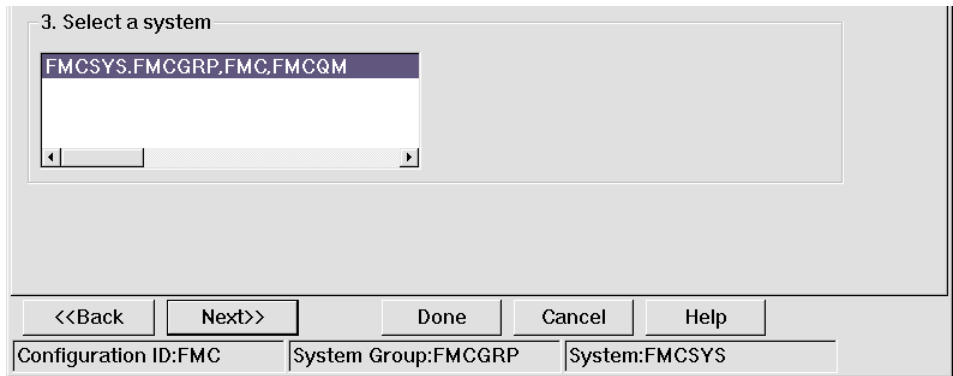 3. Select a system
FMCSYS.FMCGRP,FMC,FMCQM
<<Back Next>> Done Cancel Help
Configuration ID:FMC System Group:FMCGRP System:FMCSYS